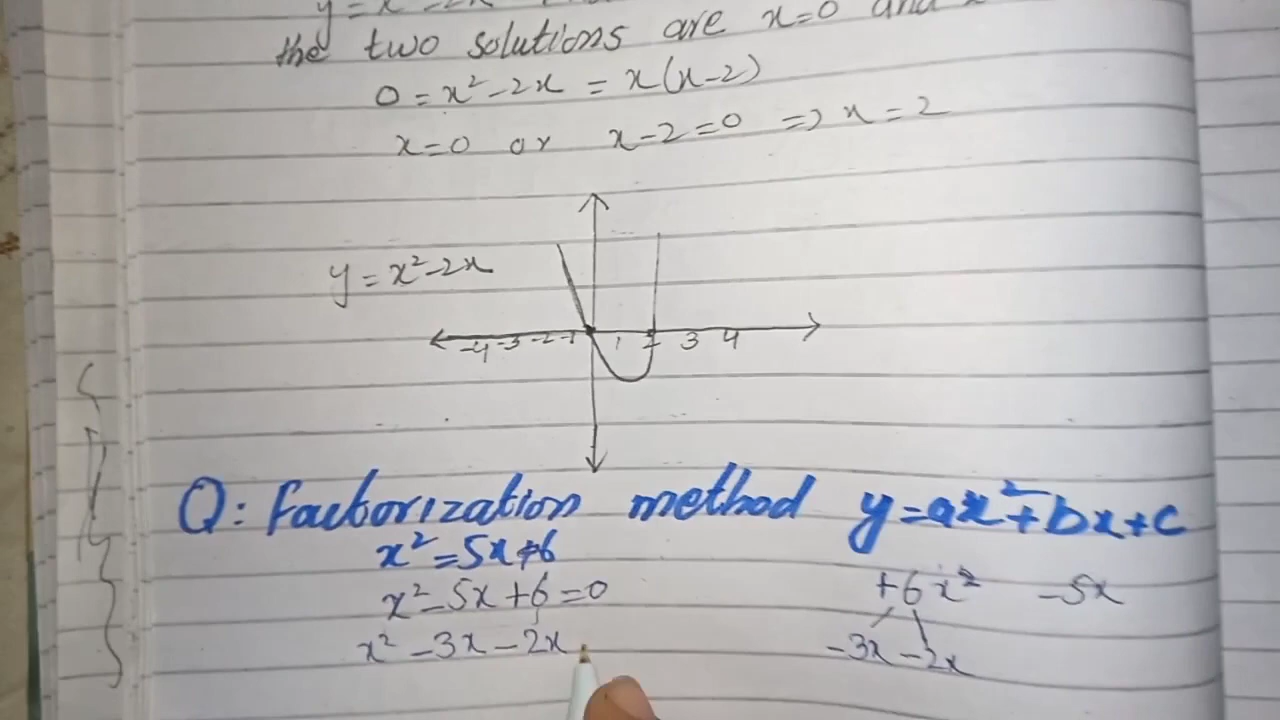 y = x² - 2x
the two solutions are x=0 and
0 = x² - 2x = x(x-2)
x=0 or x-2=0 => x = 2
y = x² - 2x
-4 -3 -2 -1 1 2 3 4
Q: Factorization method y=ax²+bx+c
x² = 5x+6
x² - 5x + 6 = 0 +6x² -5x
x² - 3x - 2x -3x -2x